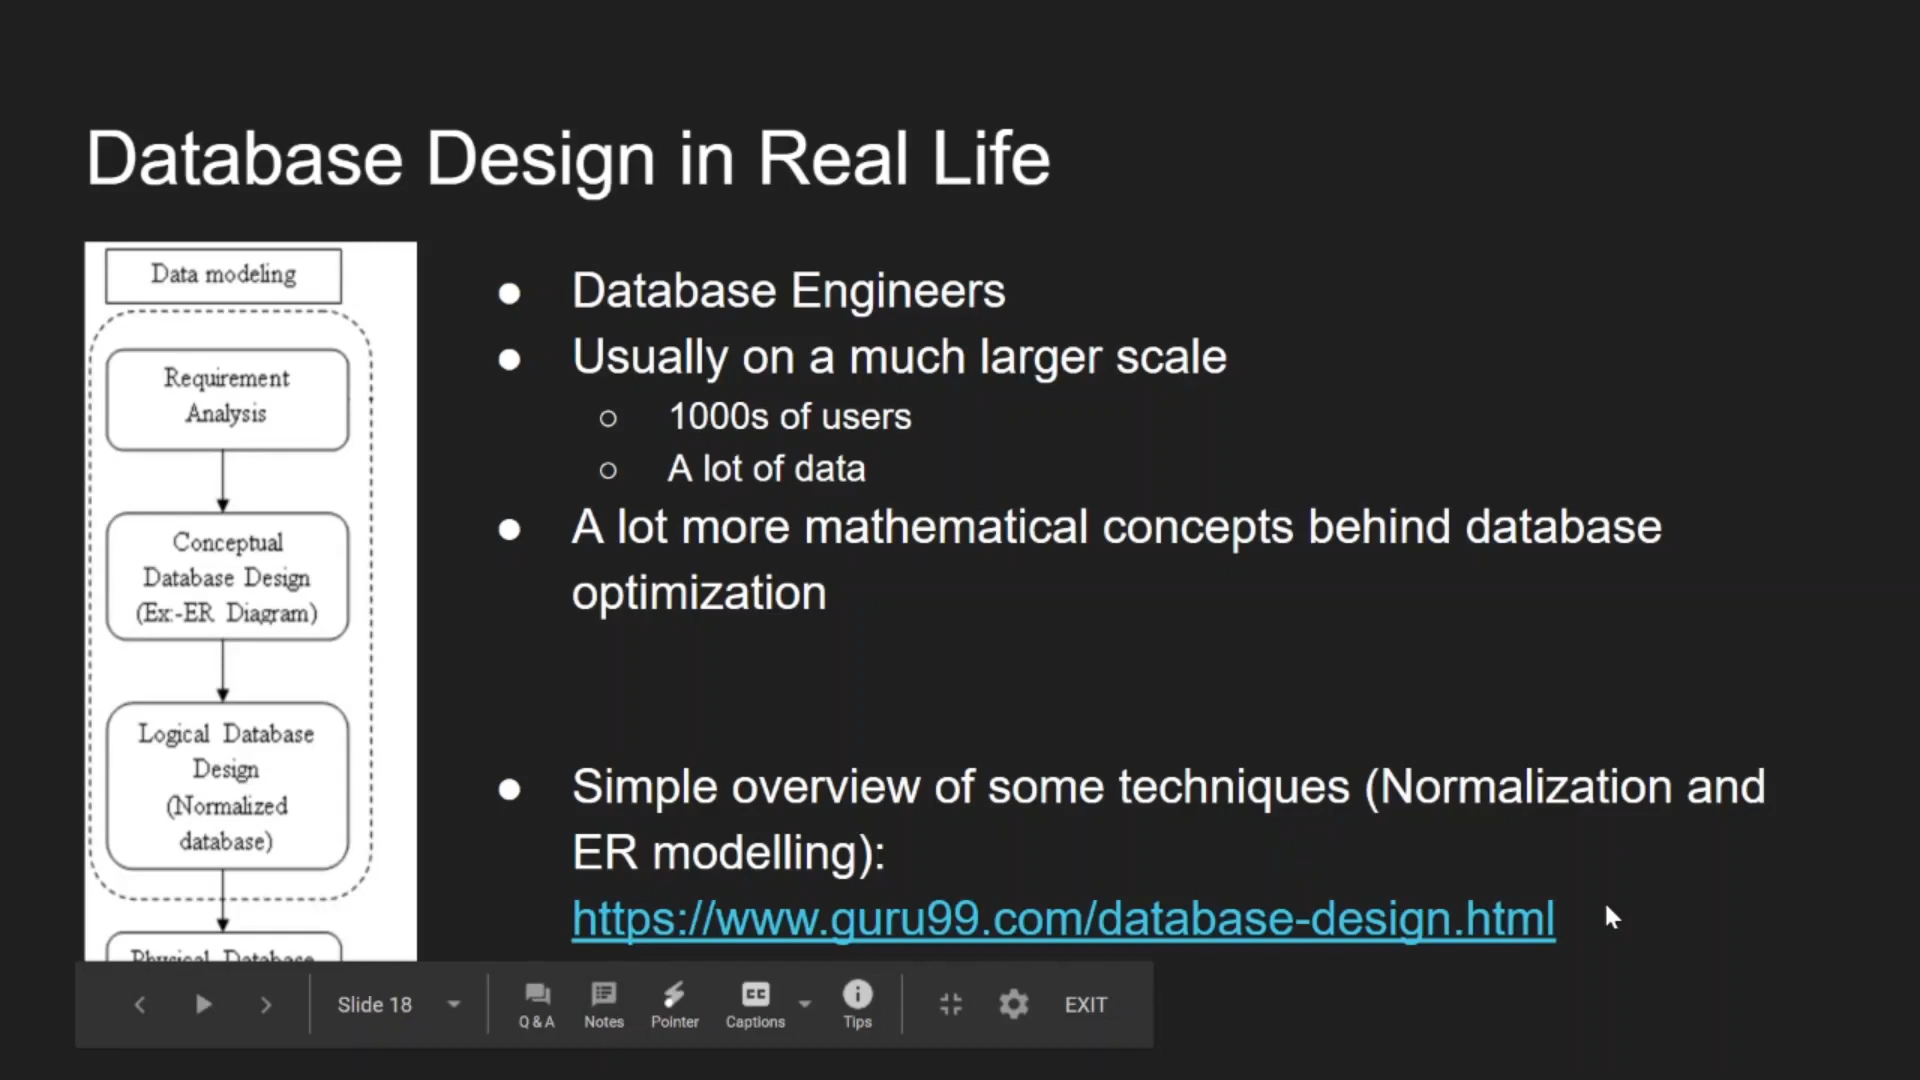 Database Design in Real Life
Data modeling
Requirement
Analysis
Conceptual
Database Design
(Ex:-ER Diagram)
Logical Database
Design
(Normalized
database)
Physical Database
● Database Engineers
● Usually on a much larger scale
○ 1000s of users
○ A lot of data
● A lot more mathematical concepts behind database
optimization
● Simple overview of some techniques (Normalization and
ER modelling):
https://www.guru99.com/database-design.html
Slide 18
Q & A
Notes
Pointer
CC
Captions
Tips
EXIT